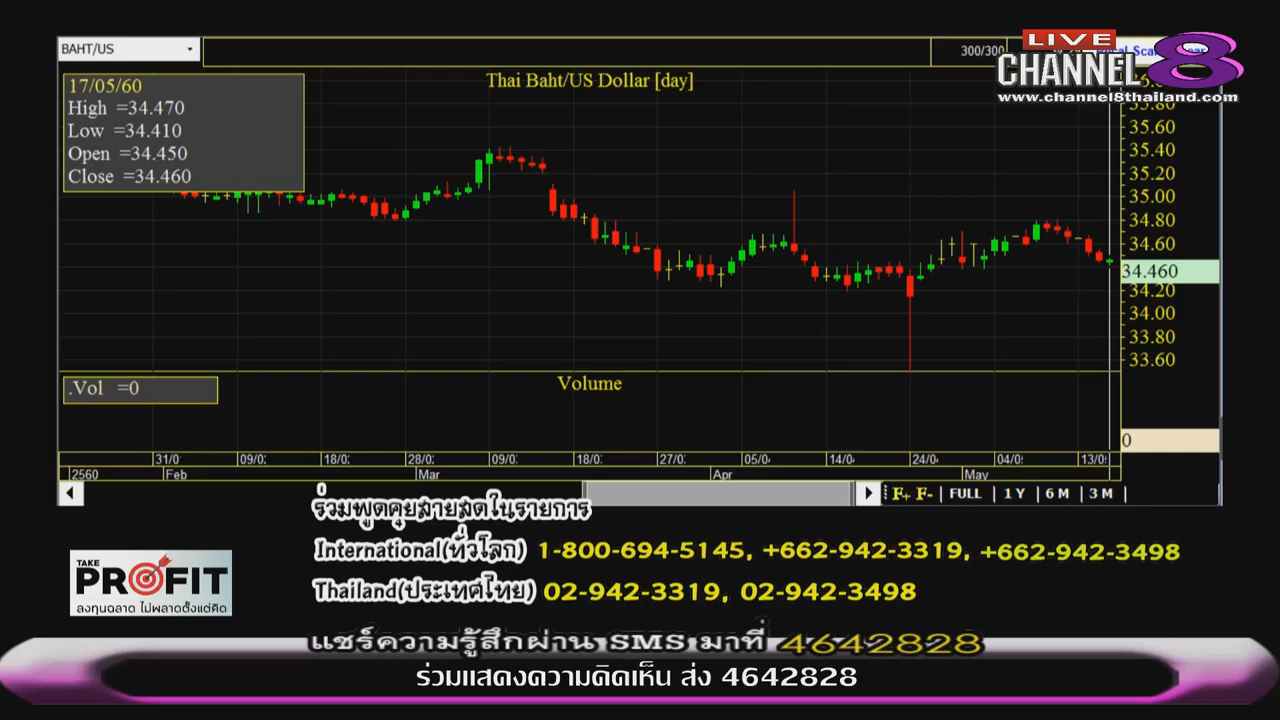 BAHT/US
300/300
LIVE
CHANNEL 8
www.channel8thailand.com
17/05/60
High =34.470
Low =34.410
Open =34.450
Close =34.460
Thai Baht/US Dollar [day]
35.60
35.40
35.20
35.00
34.80
34.60
34.460
34.20
34.00
33.80
33.60
.Vol =0
Volume
0
31/0 09/0 18/0 28/0 09/0 18/0 27/0 05/0 14/0 24/0 04/0 13/0
2560 Feb Mar Apr May
0
F+ F- FULL 1 Y 6 M 3 M
ร่วมพูดคุยสายสดในรายการ
International(ทั่วโลก) 1-800-694-5145, +662-942-3319, +662-942-3498
Thailand(ประเทศไทย) 02-942-3319, 02-942-3498
TAKE
PROFIT
ลงทุนฉลาด ไม่พลาดตั้งแต่คิด
แชร์ความรู้สึกผ่าน SMS มาที่ 4642828
ร่วมแสดงความคิดเห็น ส่ง 4642828